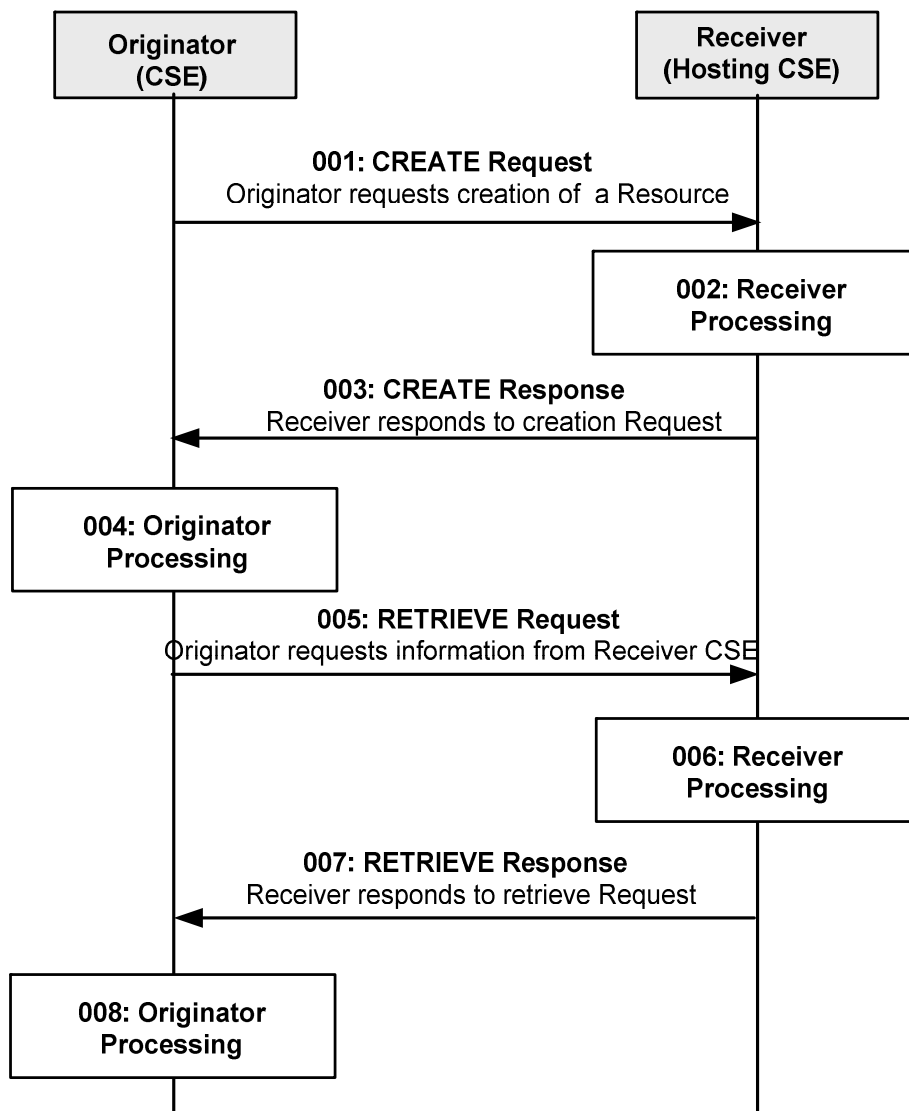 Originator
(CSE)
Receiver
(Hosting CSE)
001: CREATE Request
Originator requests creation of a Resource
002: Receiver
Processing
003: CREATE Response
Receiver responds to creation Request
004: Originator
Processing
005: RETRIEVE Request
Originator requests information from Receiver CSE
006: Receiver
Processing
007: RETRIEVE Response
Receiver responds to retrieve Request
008: Originator
Processing